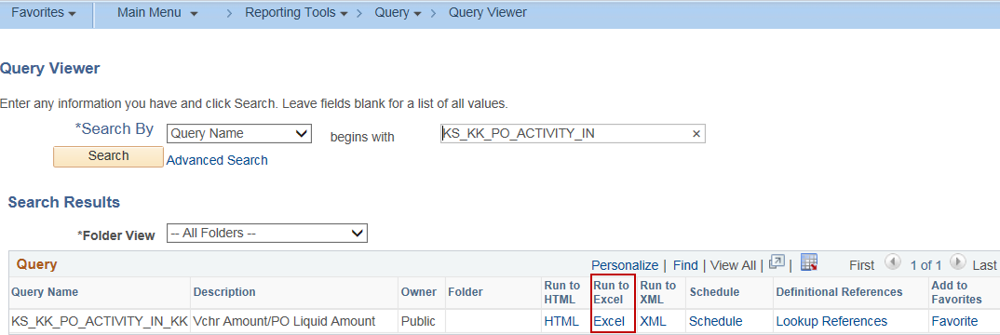 Favorites Main Menu > Reporting Tools > Query > Query Viewer
Query Viewer
Enter any information you have and click Search. Leave fields blank for a list of all values.
*Search By Query Name begins with KS_KK_PO_ACTIVITY_IN ×
Search Advanced Search
Search Results
*Folder View -- All Folders --
Query Personalize | Find | View All | | First 1 of 1 Last
Query Name Description Owner Folder Run to HTML Run to Excel Run to XML Schedule Definitional References Add to Favorites
KS_KK_PO_ACTIVITY_IN_KK Vchr Amount/PO Liquid Amount Public HTML Excel XML Schedule Lookup References Favorite